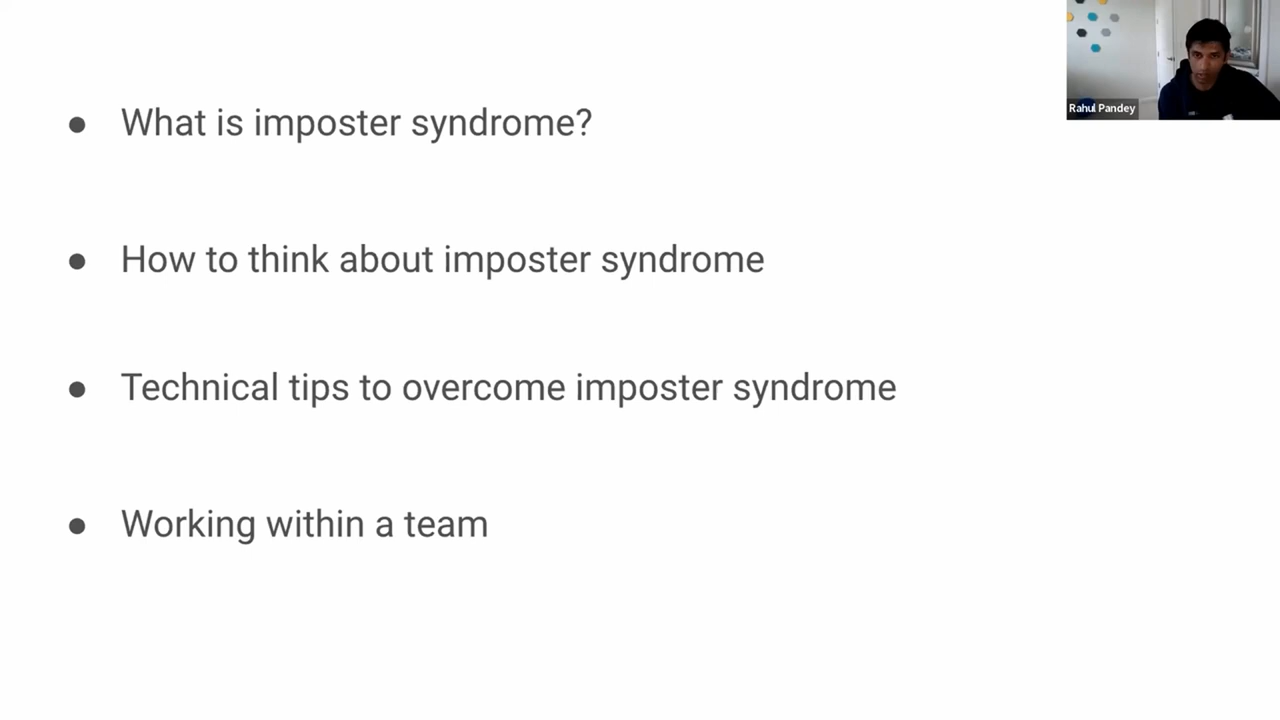 ● What is imposter syndrome?
● How to think about imposter syndrome
● Technical tips to overcome imposter syndrome
● Working within a team
Rahul Pandey